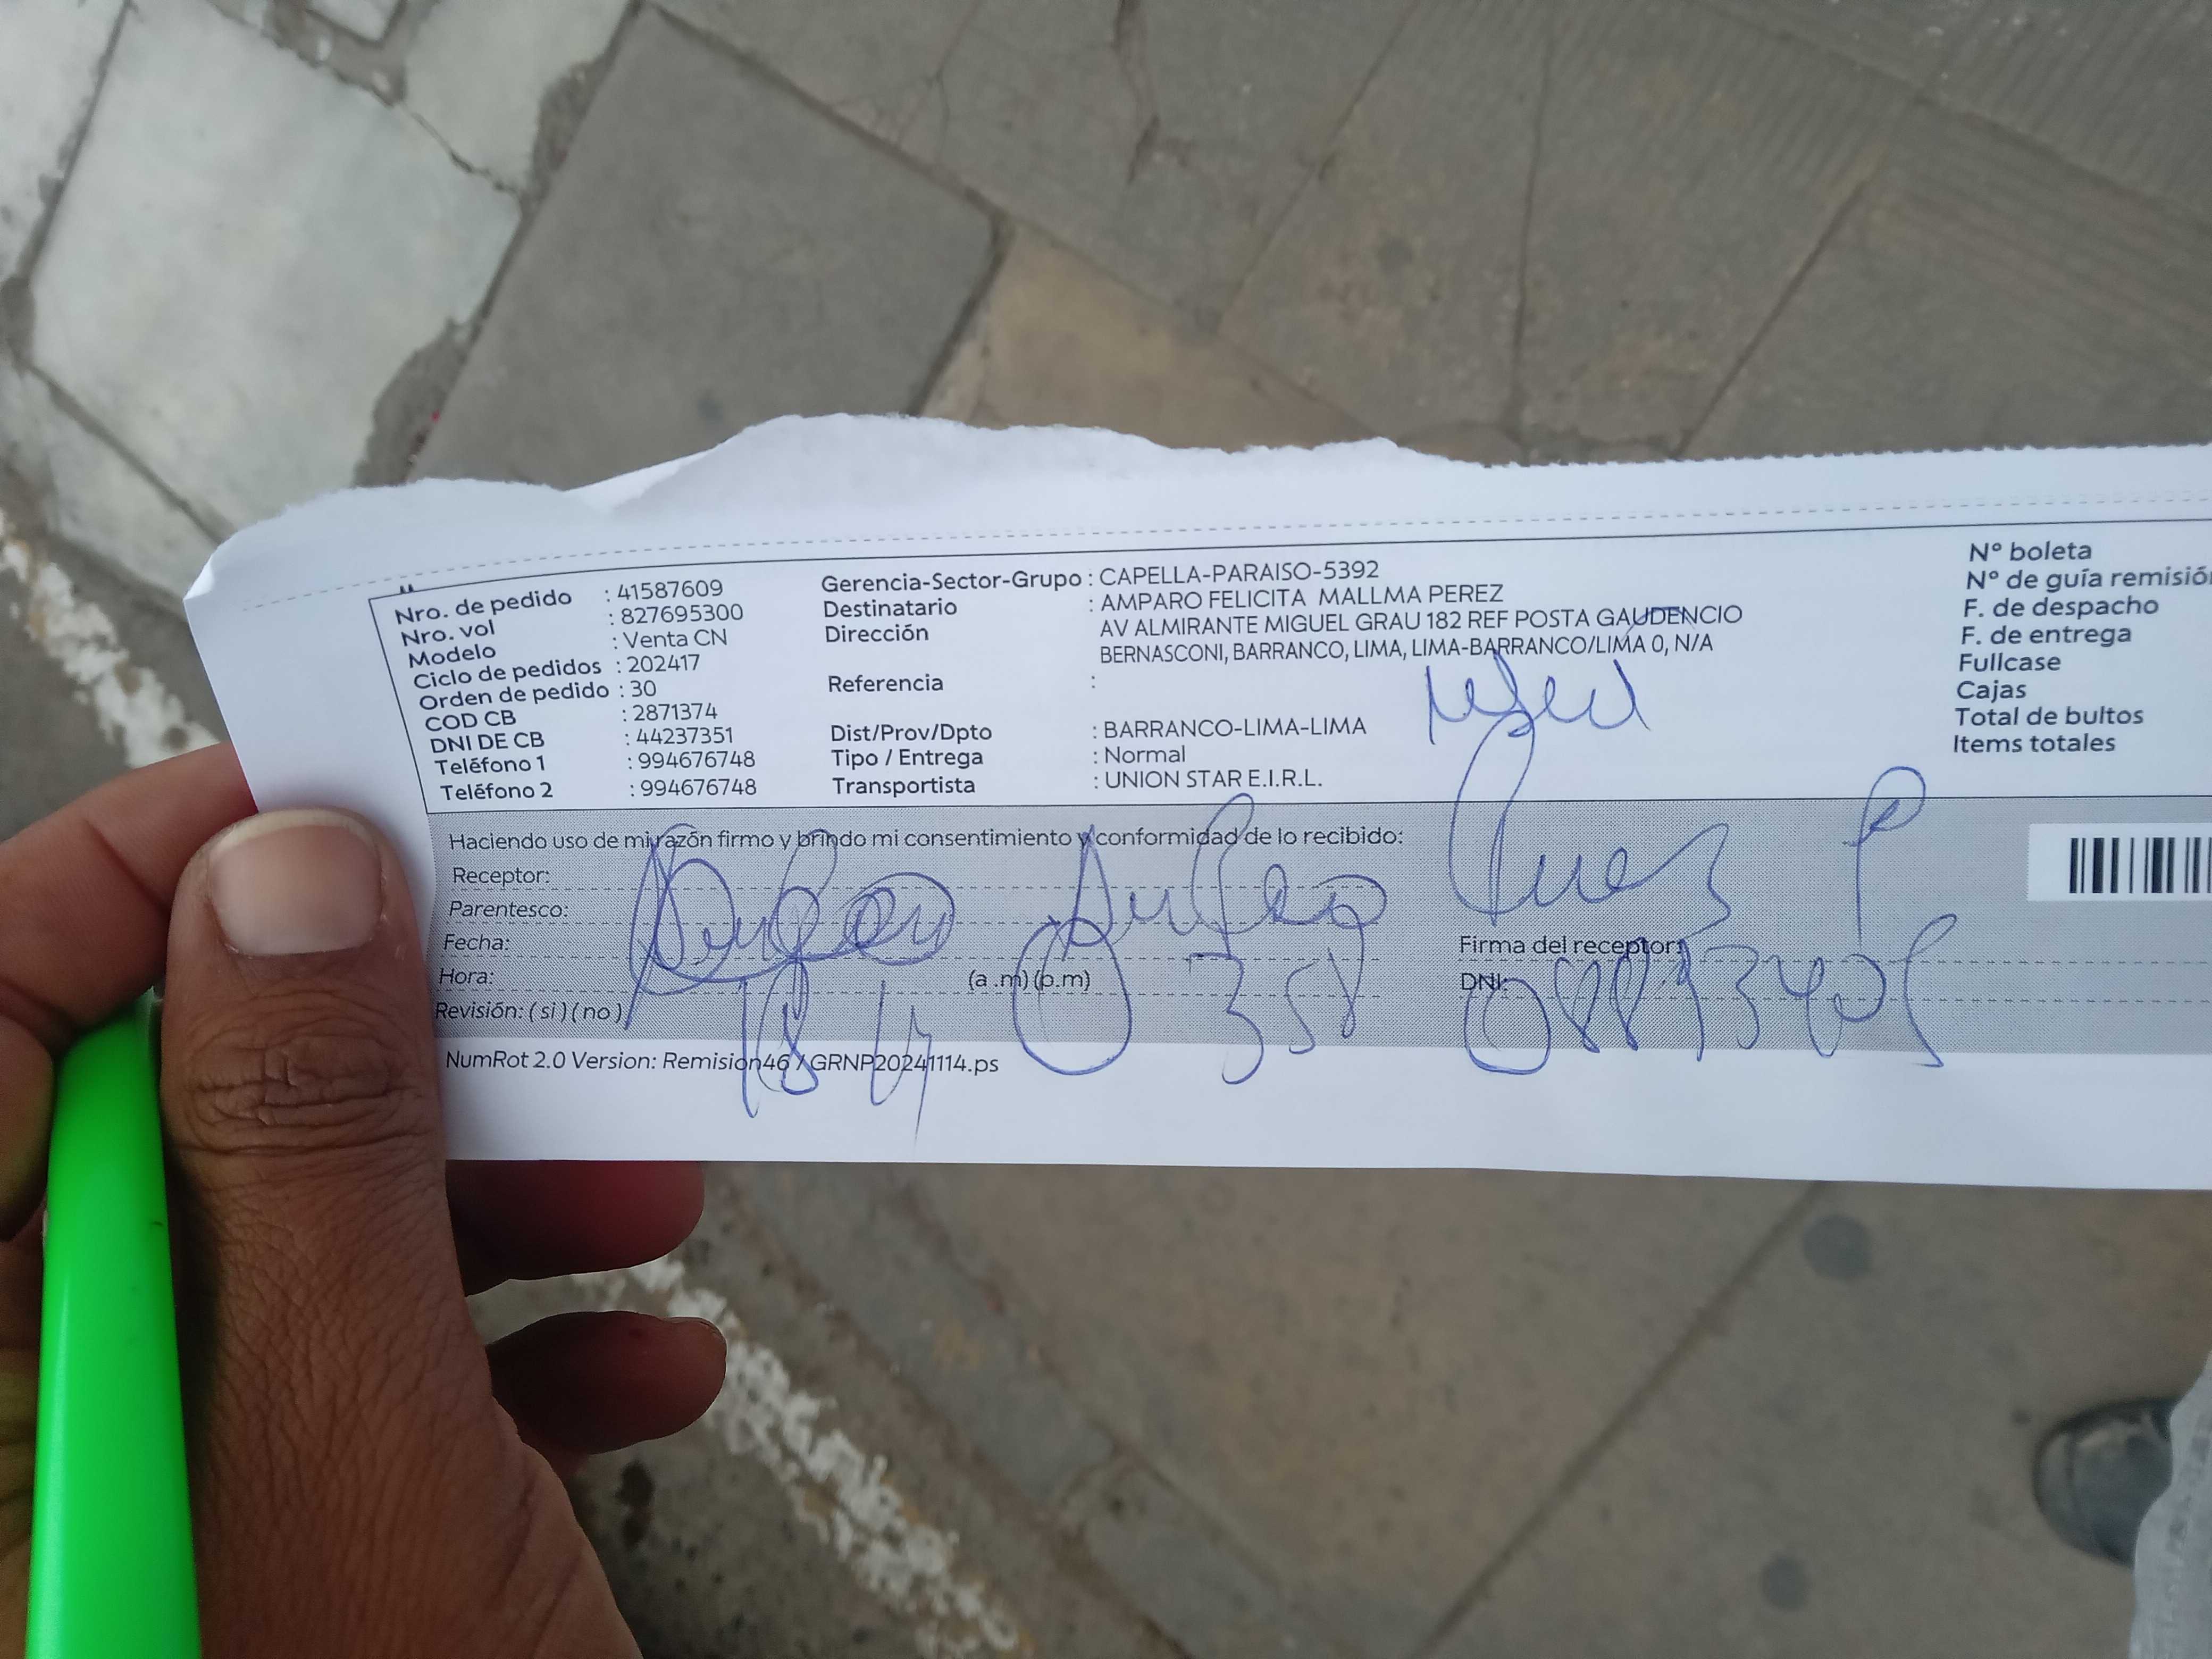 Nro. de pedido : 41587609
Nro. vol : 827695300
Modelo : Venta CN
Ciclo de pedidos : 202417
Orden de pedido : 30
COD CB : 2871374
DNI DE CB : 44237351
Teléfono 1 : 994676748
Teléfono 2 : 994676748
Gerencia-Sector-Grupo : CAPELLA-PARAISO-5392
Destinatario : AMPARO FELICITA MALLMA PEREZ
Dirección AV ALMIRANTE MIGUEL GRAU 182 REF POSTA GAUDENCIO
BERNASCONI, BARRANCO, LIMA, LIMA-BARRANCO/LIMA 0, N/A
Referencia :
Dist/Prov/Dpto : BARRANCO-LIMA-LIMA
Tipo / Entrega : Normal
Transportista : UNION STAR E.I.R.L.
N° boleta
N° de guía remisió
F. de despacho
F. de entrega
Fullcase
Cajas
Total de bultos
Items totales
Haciendo uso de mi razón firmo y brindo mi consentimiento y conformidad de lo recibido:
Receptor:
Parentesco:
Fecha:
Hora: (a .m) (p.m)
Revisión: ( si ) ( no )
Firma del receptor:
DNI:
NumRot 2.0 Version: Remision46 / GRNP20241114.ps